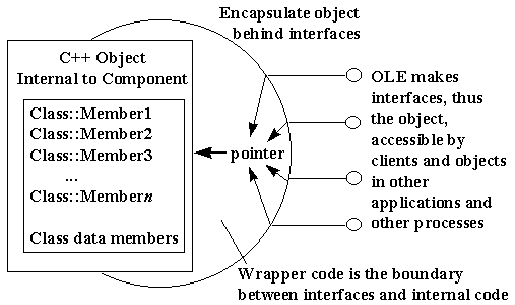 Encapsulate object
behind interfaces
C++ Object
Internal to Component
Class::Member1
Class::Member2
Class::Member3
...
Class::Membern
Class data members
pointer
OLE makes
interfaces, thus
the object,
accessible by
clients and objects
in other
applications and
other processes
Wrapper code is the boundary
between interfaces and internal code